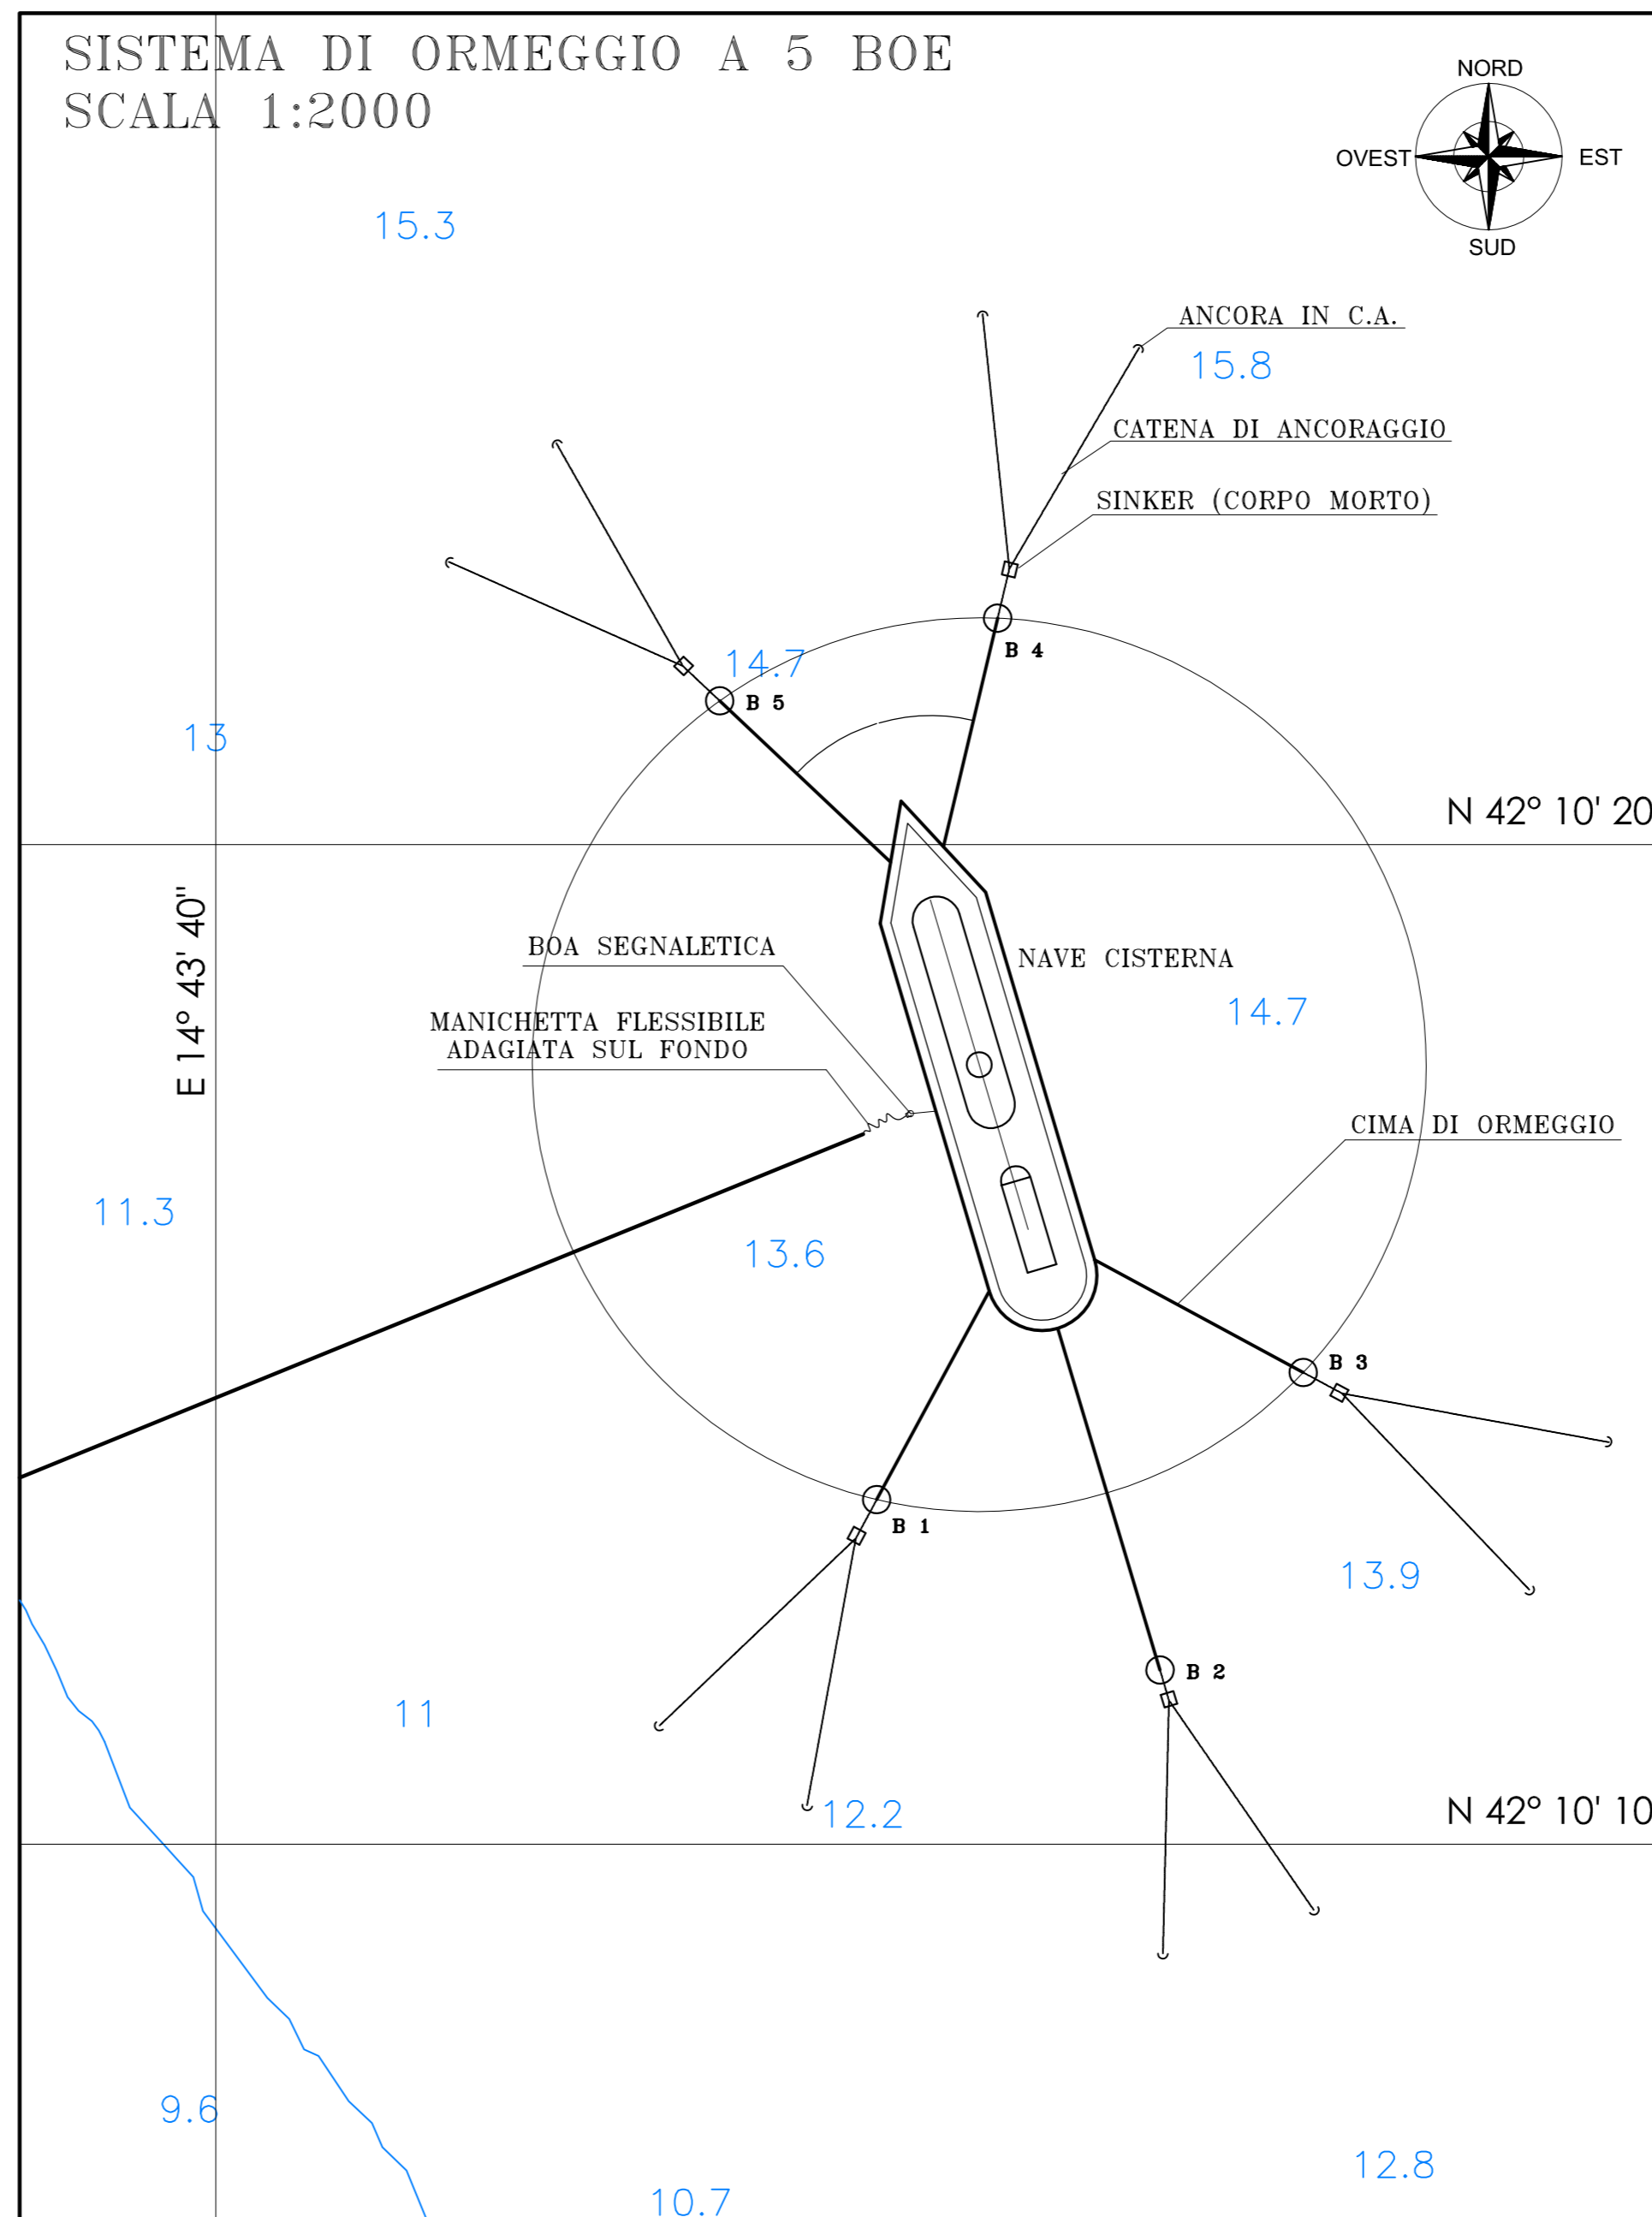 SISTEMA DI ORMEGGIO A 5 BOE
SCALA 1:2000
NORD
OVEST
EST
SUD
15.3
ANCORA IN C.A.
15.8
CATENA DI ANCORAGGIO
SINKER (CORPO MORTO)
B 4
14.7
B 5
13
N 42° 10' 20
E 14° 43' 40"
BOA SEGNALETICA
NAVE CISTERNA
14.7
MANICHETTA FLESSIBILE
ADAGIATA SUL FONDO
CIMA DI ORMEGGIO
11.3
13.6
B 3
B 1
13.9
B 2
11
12.2
N 42° 10' 10
9.6
12.8
10.7